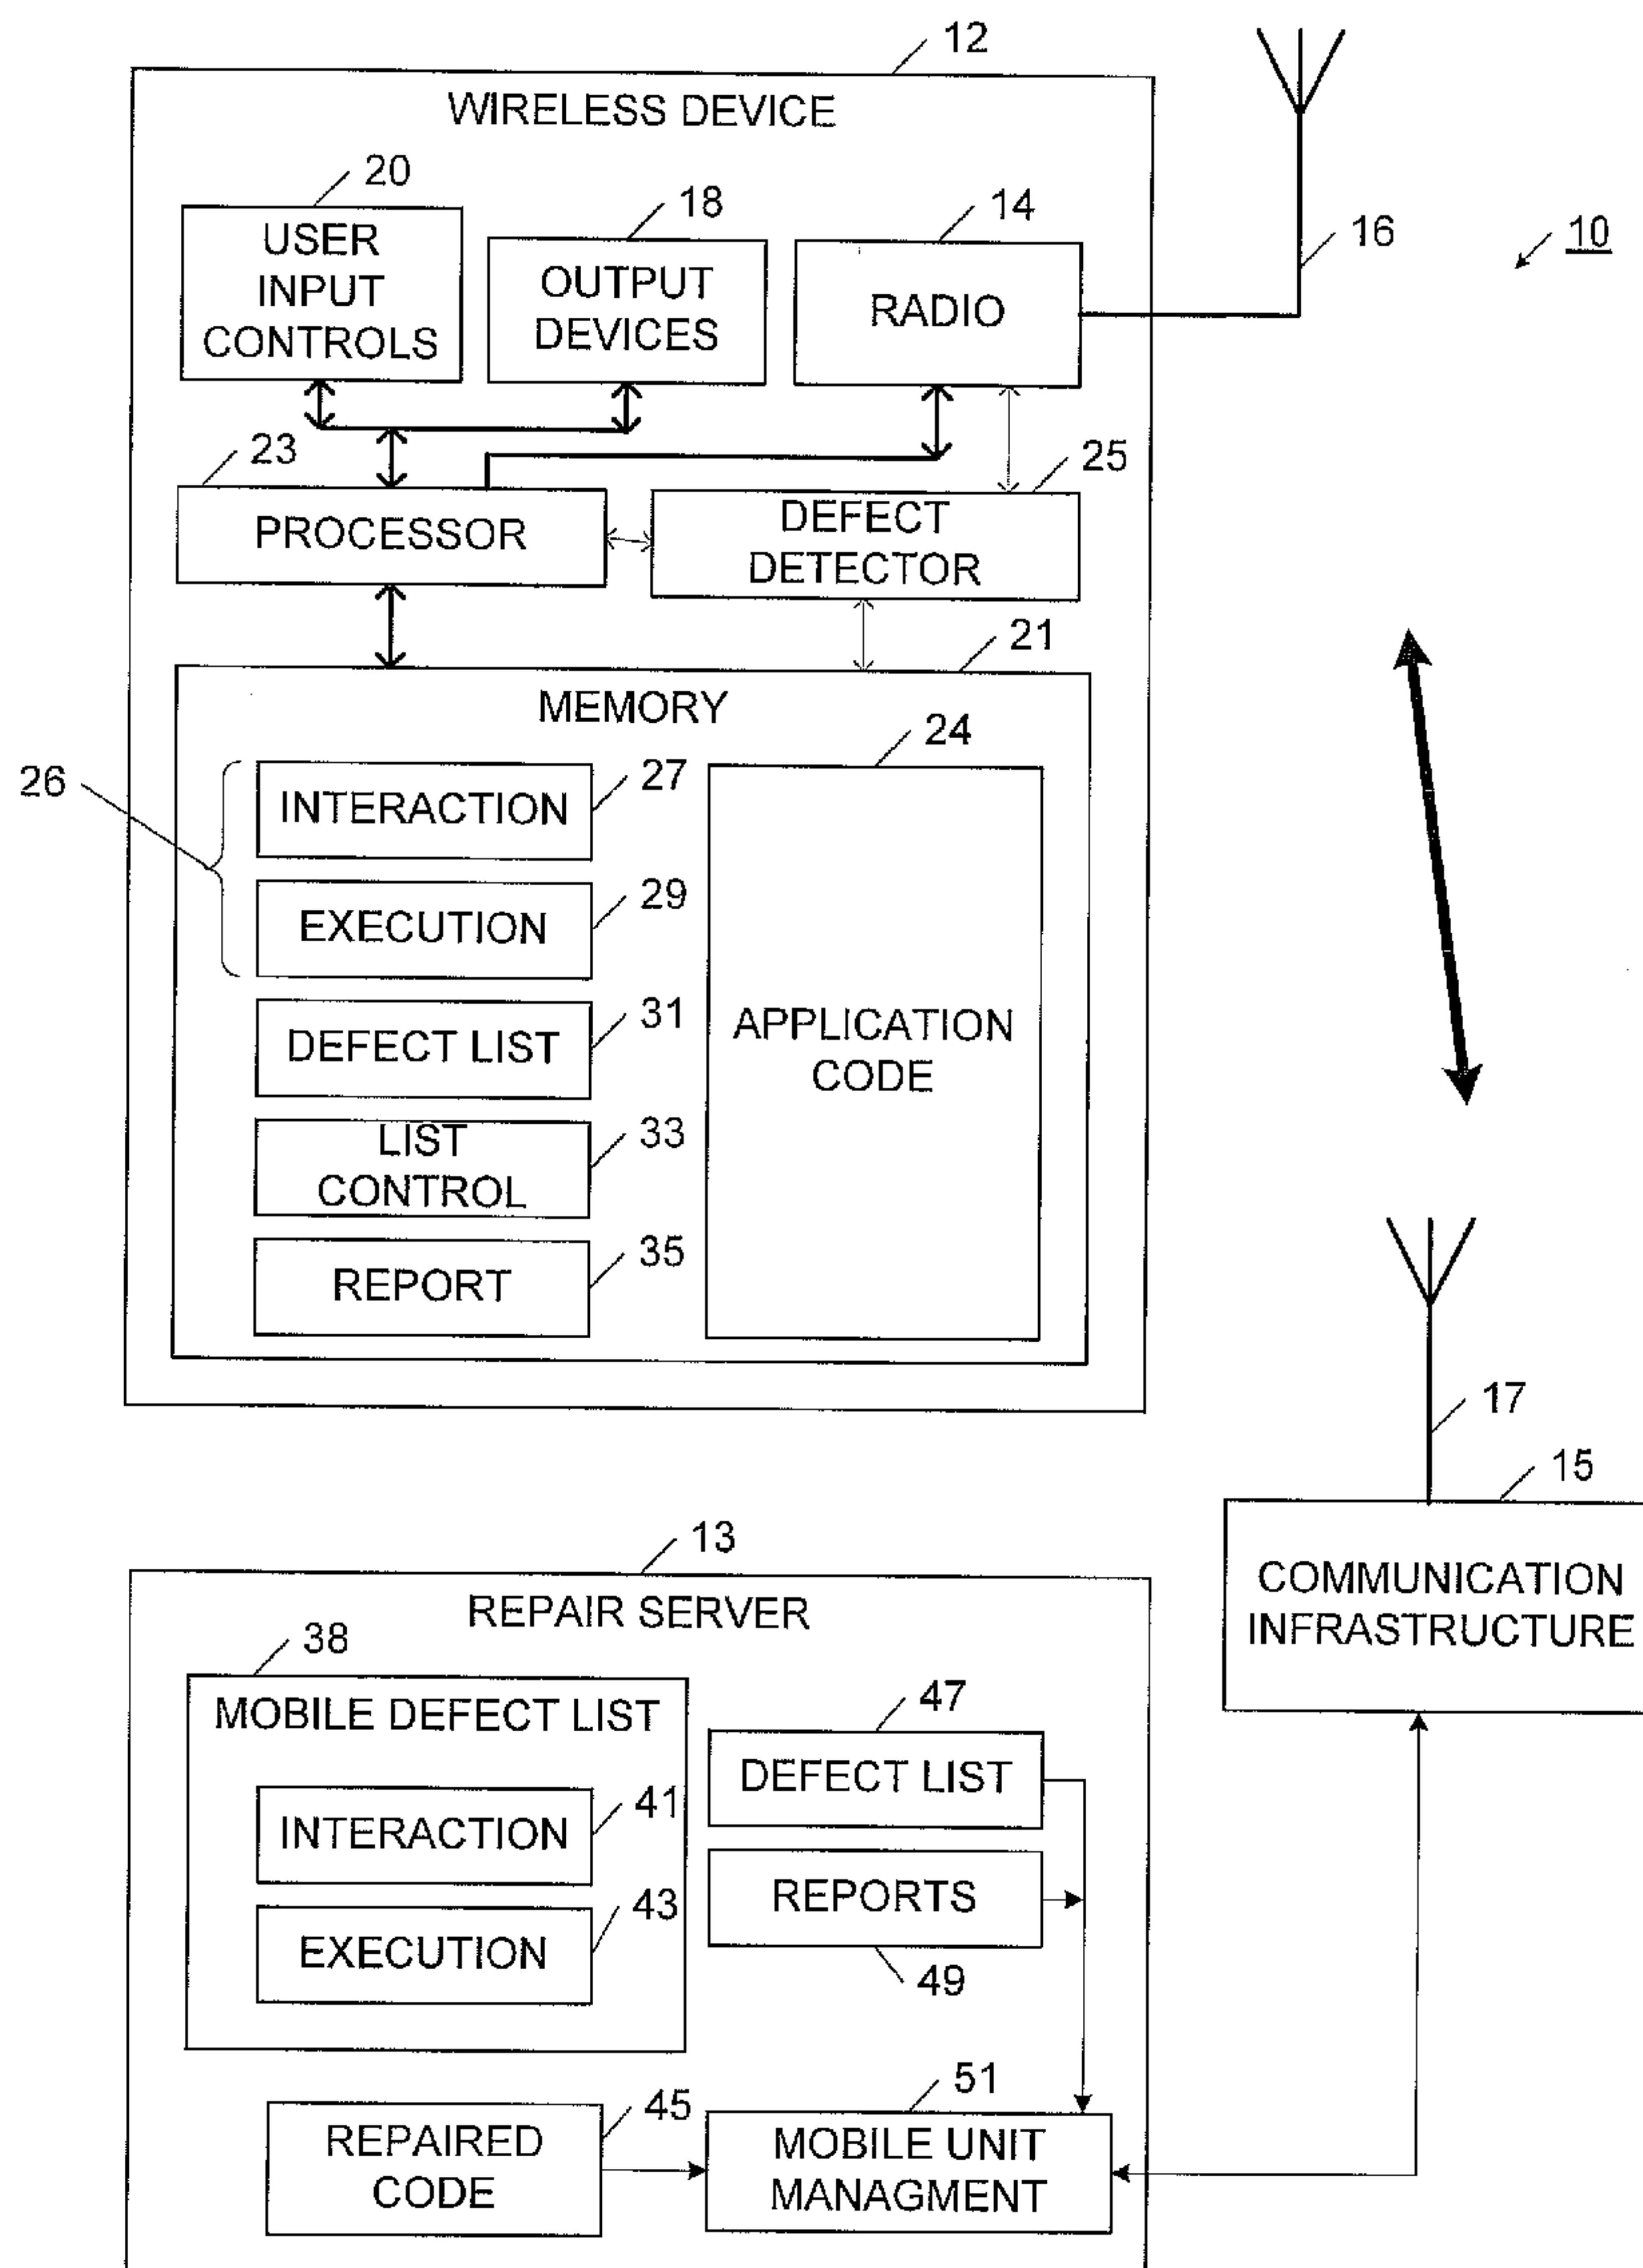 12
WIRELESS DEVICE
20
18
14
16
10
USER
INPUT
CONTROLS
OUTPUT
DEVICES
RADIO
23
25
PROCESSOR
DEFECT
DETECTOR
21
MEMORY
24
26
INTERACTION
27
EXECUTION
29
DEFECT LIST
31
APPLICATION
CODE
LIST
CONTROL
33
REPORT
35
17
15
COMMUNICATION
INFRASTRUCTURE
13
REPAIR SERVER
38
MOBILE DEFECT LIST
47
DEFECT LIST
INTERACTION
41
REPORTS
49
EXECUTION
43
51
REPAIRED
CODE
45
MOBILE UNIT
MANAGMENT